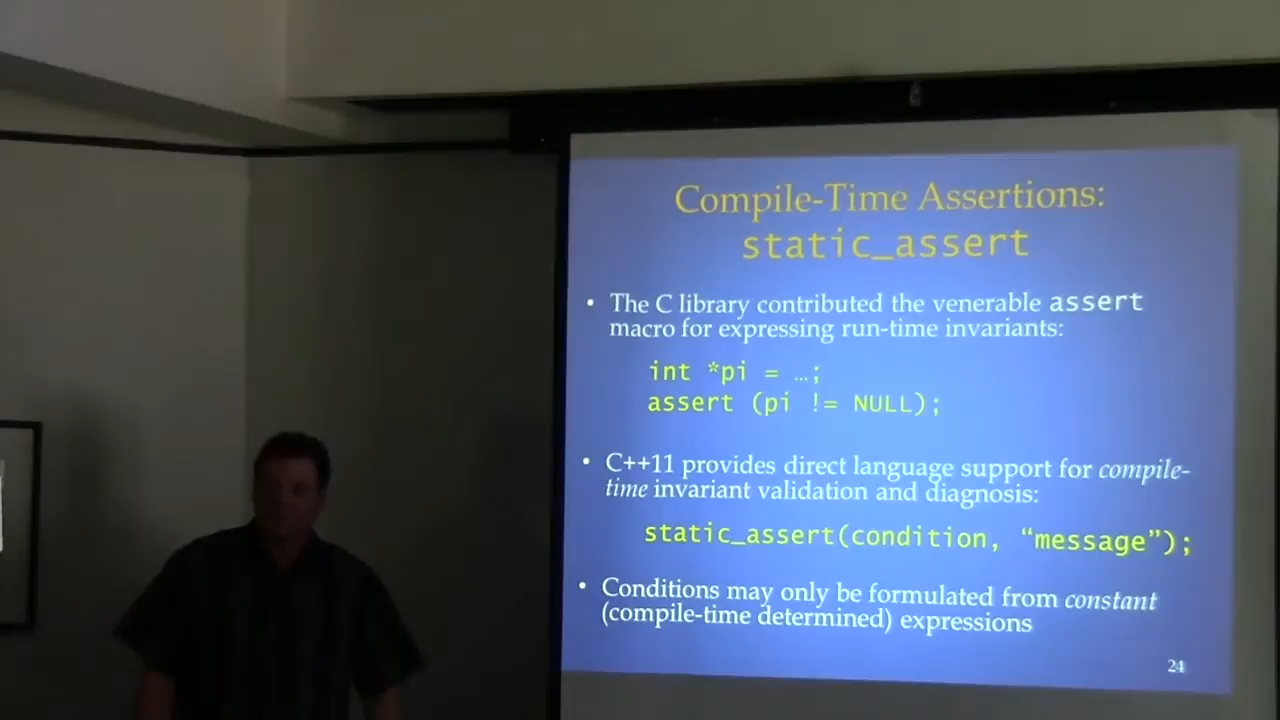 Compile-Time Assertions:
static_assert
• The C library contributed the venerable assert
macro for expressing run-time invariants:
int *pi = …;
assert (pi != NULL);
• C++11 provides direct language support for compile-
time invariant validation and diagnosis:
static_assert(condition, “message”);
• Conditions may only be formulated from constant
(compile-time determined) expressions
24